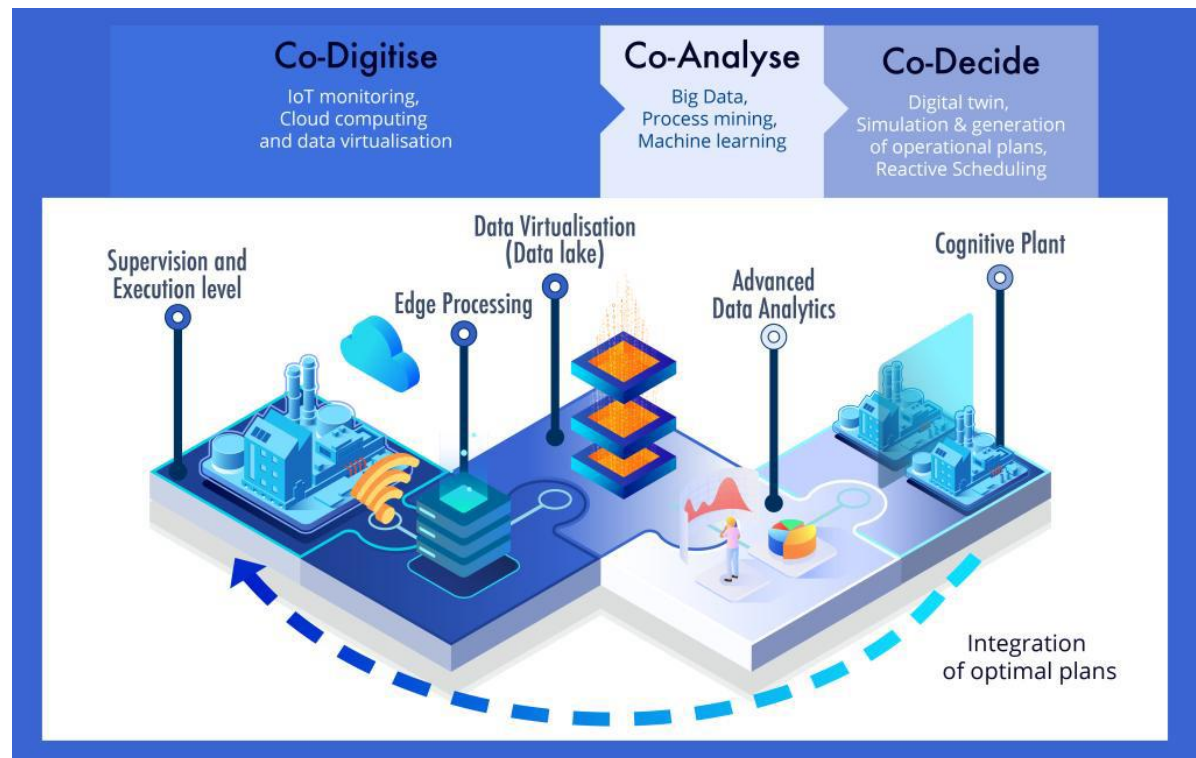 Co-Digitise
IoT monitoring,
Cloud computing
and data virtualisation
Co-Analyse
Big Data,
Process mining,
Machine learning
Co-Decide
Digital twin,
Simulation & generation
of operational plans,
Reactive Scheduling
Supervision and
Execution level
Edge Processing
Data Virtualisation
(Data lake)
Advanced
Data Analytics
Cognitive Plant
Integration
of optimal plans